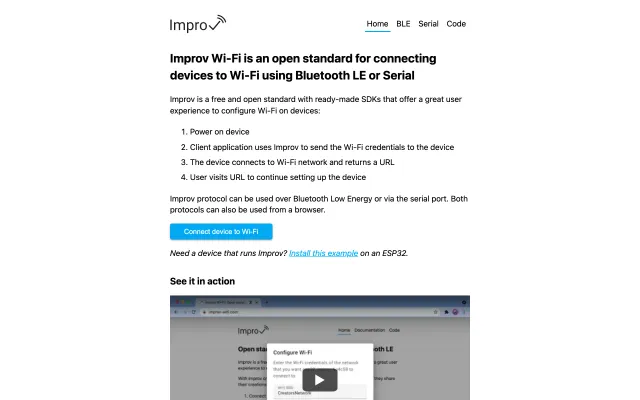 Improv
Home BLE Serial Code
Improv Wi-Fi is an open standard for connecting
devices to Wi-Fi using Bluetooth LE or Serial
Improv is a free and open standard with ready-made SDKs that offer a great user
experience to configure Wi-Fi on devices:
1. Power on device
2. Client application uses Improv to send the Wi-Fi credentials to the device
3. The device connects to Wi-Fi network and returns a URL
4. User visits URL to continue setting up the device
Improv protocol can be used over Bluetooth Low Energy or via the serial port. Both
protocols can also be used from a browser.
Connect device to Wi-Fi
Need a device that runs Improv? Install this example on an ESP32.
See it in action
improv-wifi.com
Improv
Home Documentation Code
Configure Wi-Fi
Enter the Wi-Fi credentials of the network
that you want
connect to
CreatorsNetwork